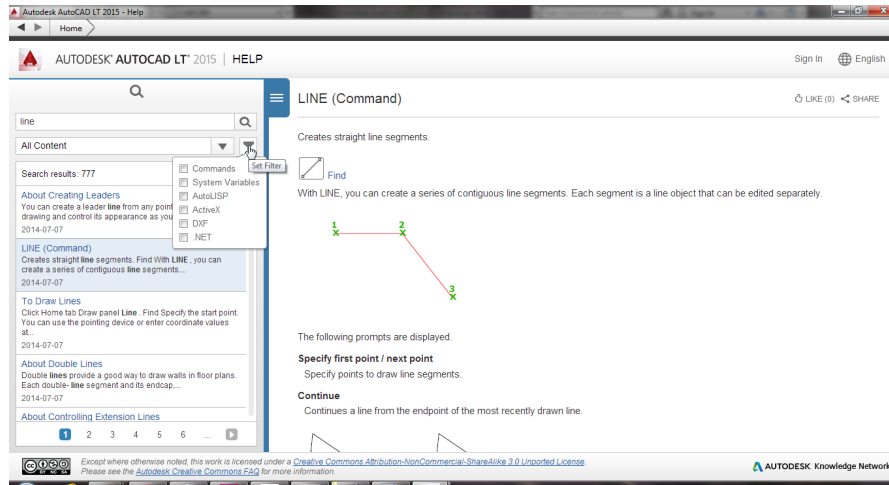 Autodesk AutoCAD LT 2015 - Help
Home
AUTODESK® AUTOCAD LT® 2015 | HELP
Sign In
English
line
All Content
Search results: 777
Set Filter
Commands
System Variables
AutoLISP
ActiveX
DXF
.NET
About Creating Leaders
You can create a leader line from any point
drawing and control its appearance as you
2014-07-07
LINE (Command)
Creates straight line segments. Find With LINE , you can
create a series of contiguous line segments....
2014-07-07
To Draw Lines
Click Home tab Draw panel Line . Find Specify the start point.
You can use the pointing device or enter coordinate values
at...
2014-07-07
About Double Lines
Double lines provide a good way to draw walls in floor plans.
Each double- line segment and its endcap,...
2014-07-07
About Controlling Extension Lines
1 2 3 4 5 6 ...
LINE (Command)
LIKE (0) SHARE
Creates straight line segments.
Find
With LINE, you can create a series of contiguous line segments. Each segment is a line object that can be edited separately.
1 2
3
The following prompts are displayed.
Specify first point / next point
Specify points to draw line segments.
Continue
Continues a line from the endpoint of the most recently drawn line.
cc BY NC SA
Except where otherwise noted, this work is licensed under a Creative Commons Attribution-NonCommercial-ShareAlike 3.0 Unported License.
Please see the Autodesk Creative Commons FAQ for more information.
AUTODESK Knowledge Network